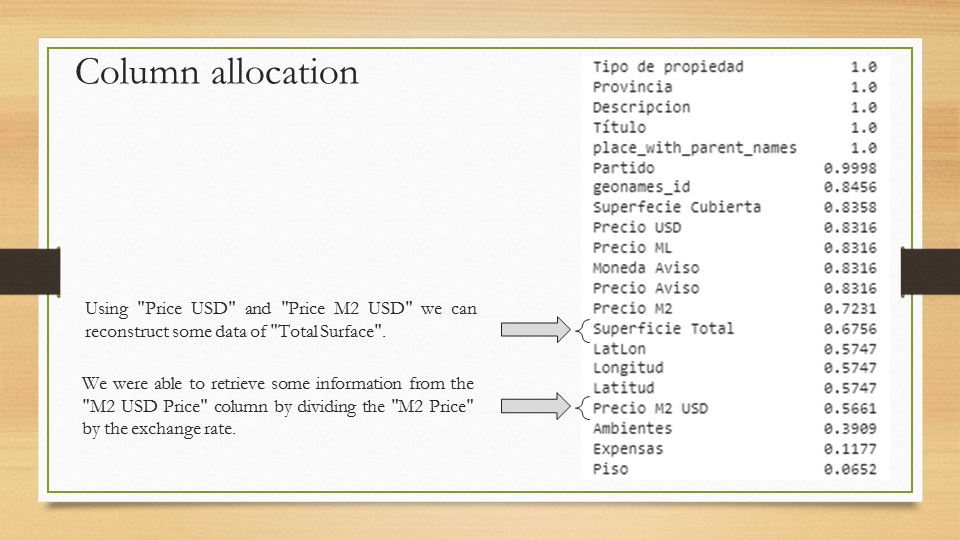 Column allocation
Using "Price USD" and "Price M2 USD" we can
reconstruct some data of "Total Surface".
We were able to retrieve some information from the
"M2 USD Price" column by dividing the "M2 Price"
by the exchange rate.
Tipo de propiedad 1.0
Provincia 1.0
Descripcion 1.0
Título 1.0
place_with_parent_names 1.0
Partido 0.9998
geonames_id 0.8456
Superfecie Cubierta 0.8358
Precio USD 0.8316
Precio ML 0.8316
Moneda Aviso 0.8316
Precio Aviso 0.8316
Precio M2 0.7231
Superficie Total 0.6756
LatLon 0.5747
Longitud 0.5747
Latitud 0.5747
Precio M2 USD 0.5661
Ambientes 0.3909
Expensas 0.1177
Piso 0.0652